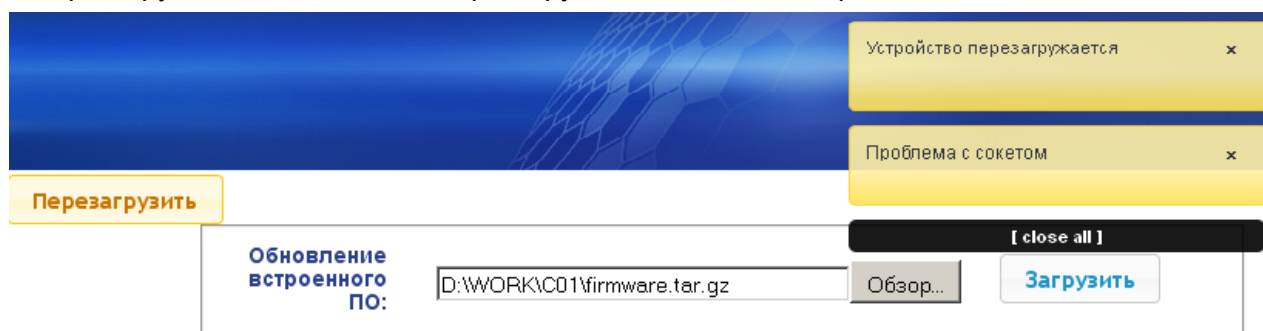 Устройство перезагружается ×
Проблема с сокетом ×
Перезагрузить
[ close all ]
Обновление
встроенного
ПО:
D:\WORK\C01\firmware.tar.gz
Обзор...
Загрузить